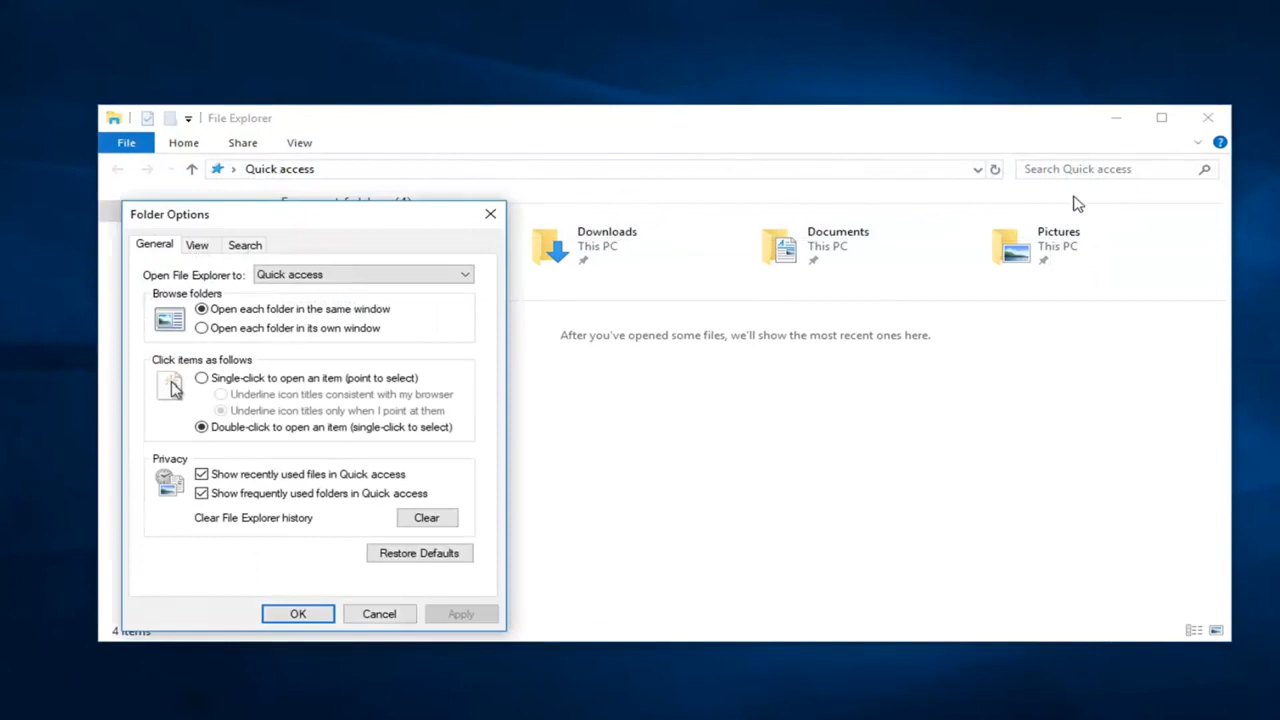 File Explorer
File Home Share View
Quick access
Search Quick access
Folder Options
General View Search
Open File Explorer to: Quick access
Browse folders
Open each folder in the same window
Open each folder in its own window
Click items as follows
Single-click to open an item (point to select)
Underline icon titles consistent with my browser
Underline icon titles only when I point at them
Double-click to open an item (single-click to select)
Privacy
Show recently used files in Quick access
Show frequently used folders in Quick access
Clear File Explorer history Clear
Restore Defaults
OK Cancel Apply
Downloads
This PC
Documents
This PC
Pictures
This PC
After you've opened some files, we'll show the most recent ones here.
4 items